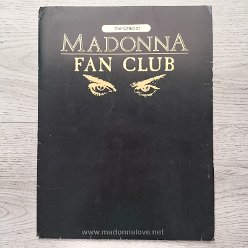 the official
MADONNA
FAN CLUB
www.madonnalove.net